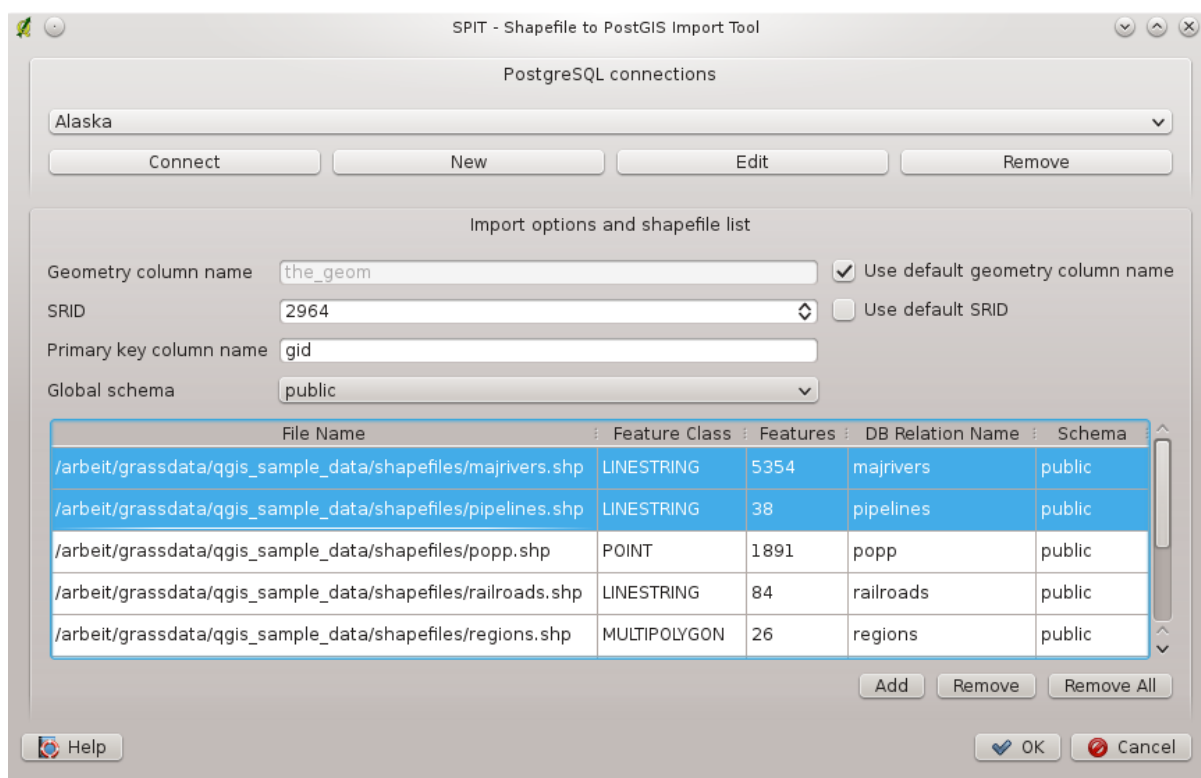 SPIT - Shapefile to PostGIS Import Tool
PostgreSQL connections
Alaska
Connect New Edit Remove
Import options and shapefile list
Geometry column name the_geom Use default geometry column name
SRID 2964 Use default SRID
Primary key column name gid
Global schema public
File Name Feature Class Features DB Relation Name Schema
/arbeit/grassdata/qgis_sample_data/shapefiles/majrivers.shp LINESTRING 5354 majrivers public
/arbeit/grassdata/qgis_sample_data/shapefiles/pipelines.shp LINESTRING 38 pipelines public
/arbeit/grassdata/qgis_sample_data/shapefiles/popp.shp POINT 1891 popp public
/arbeit/grassdata/qgis_sample_data/shapefiles/railroads.shp LINESTRING 84 railroads public
/arbeit/grassdata/qgis_sample_data/shapefiles/regions.shp MULTIPOLYGON 26 regions public
Add Remove Remove All
Help OK Cancel